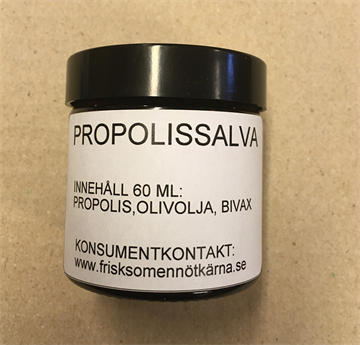 PROPOLISSALVA
INNEHÅLL 60 ML:
PROPOLIS,OLIVOLJA, BIVAX
KONSUMENTKONTAKT:
www.frisksomennötkärna.se